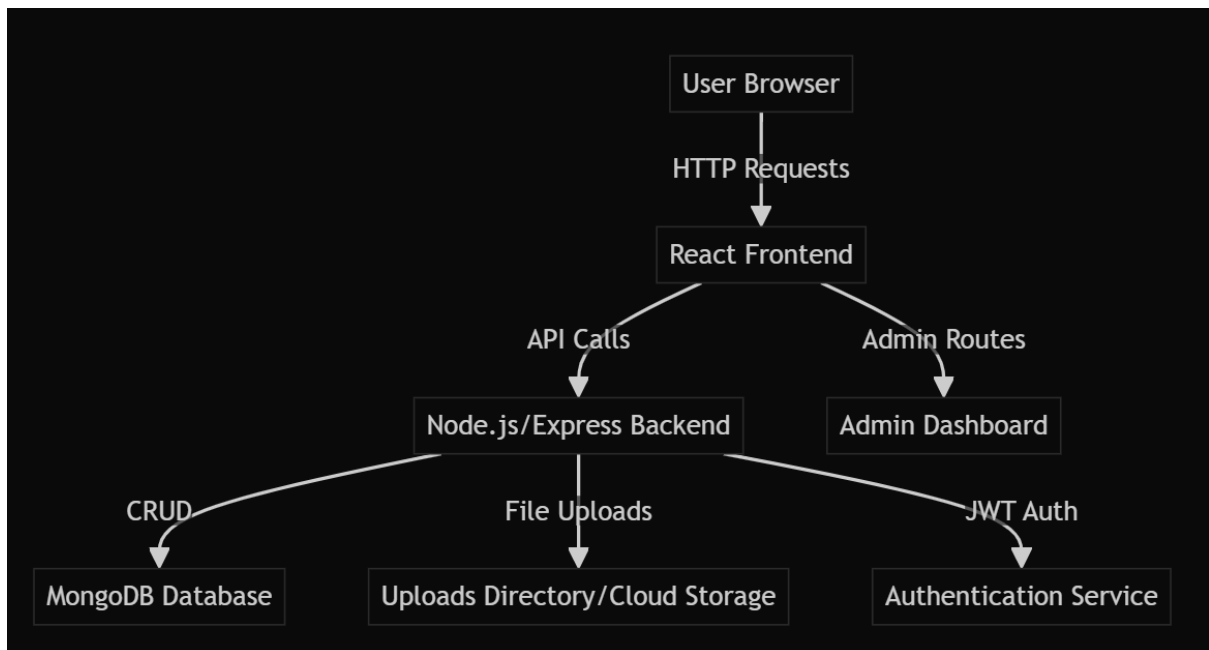 User Browser
HTTP Requests
React Frontend
API Calls
Admin Routes
Node.js/Express Backend
Admin Dashboard
CRUD
File Uploads
JWT Auth
MongoDB Database
Uploads Directory/Cloud Storage
Authentication Service